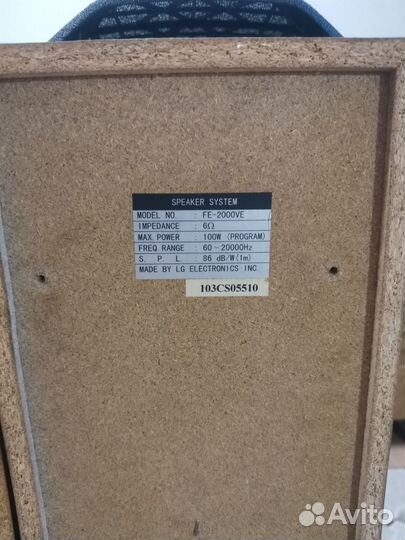 SPEAKER SYSTEM
MODEL NO. : FE-2000VE
IMPEDANCE : 6Ω
MAX. POWER : 100W (PROGRAM)
FREQ. RANGE : 60~20000Hz
S. P. L. : 86 dB/W(1m)
MADE BY LG ELECTRONICS INC.
103CS05510
Avito